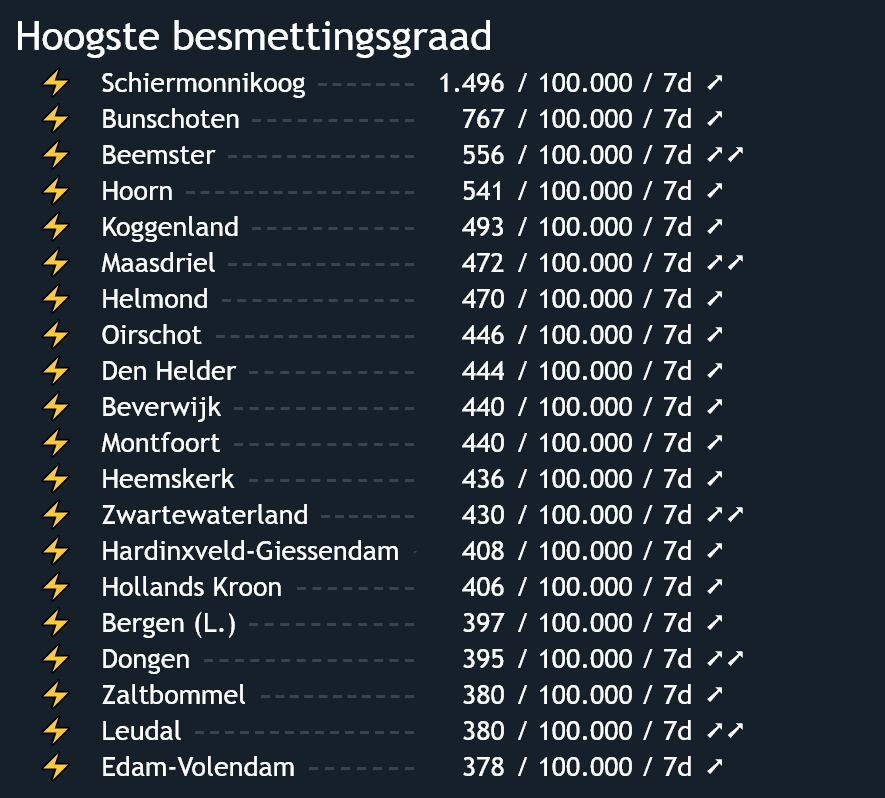 Hoogste besmettingsgraad
Schiermonnikoog 1.496 / 100.000 / 7d ➚
Bunschoten 767 / 100.000 / 7d ➚
Beemster 556 / 100.000 / 7d ➚➚
Hoorn 541 / 100.000 / 7d ➚
Koggenland 493 / 100.000 / 7d ➚
Maasdriel 472 / 100.000 / 7d ➚➚
Helmond 470 / 100.000 / 7d ➚
Oirschot 446 / 100.000 / 7d ➚
Den Helder 444 / 100.000 / 7d ➚
Beverwijk 440 / 100.000 / 7d ➚
Montfoort 440 / 100.000 / 7d ➚
Heemskerk 436 / 100.000 / 7d ➚
Zwartewaterland 430 / 100.000 / 7d ➚➚
Hardinxveld-Giessendam 408 / 100.000 / 7d ➚
Hollands Kroon 406 / 100.000 / 7d ➚
Bergen (L.) 397 / 100.000 / 7d ➚
Dongen 395 / 100.000 / 7d ➚➚
Zaltbommel 380 / 100.000 / 7d ➚
Leudal 380 / 100.000 / 7d ➚➚
Edam-Volendam 378 / 100.000 / 7d ➚